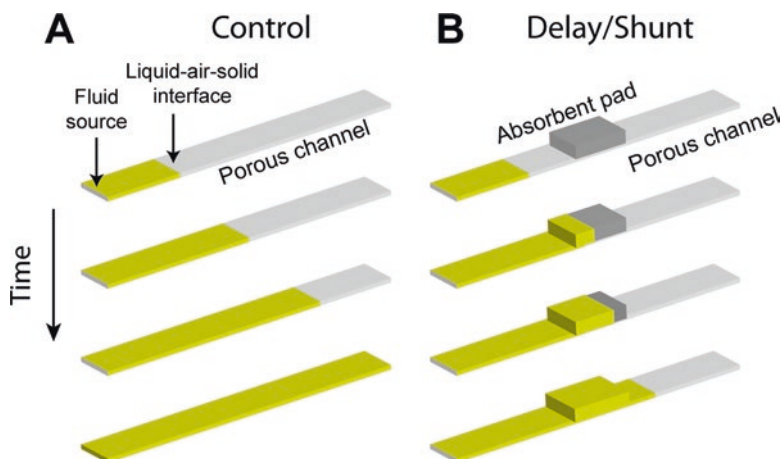 A Control
B Delay/Shunt
Fluid
source
Liquid-air-solid
interface
Porous channel
Absorbent pad
Porous channel
Time